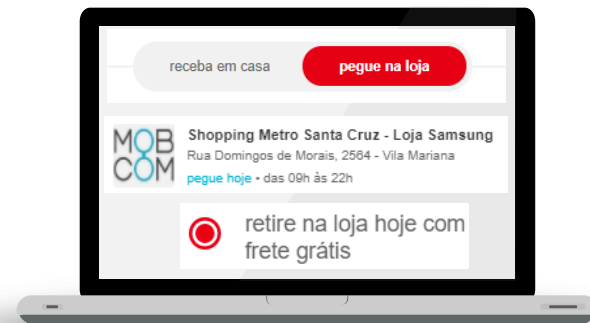 receba em casa pegue na loja
MOB
COM
Shopping Metro Santa Cruz - Loja Samsung
Rua Domingos de Morais, 2564 - Vila Mariana
pegue hoje • das 09h às 22h
retire na loja hoje com
frete grátis